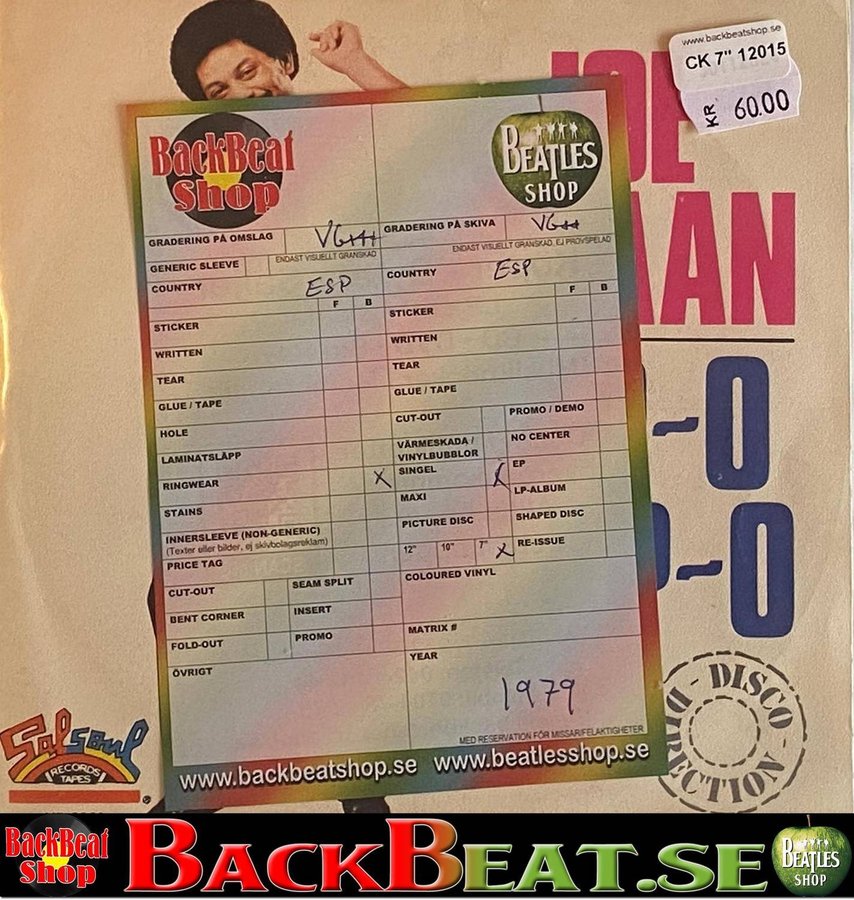 www.backbeatshop.se
CK 7" 12015
KR 60.00
JOE
AAN
~O
~O
BackBeat
Shop
BEATLES
SHOP
GRADERING PÅ OMSLAG VG+++
ENDAST VISUELLT GRANSKAD
GENERIC SLEEVE
COUNTRY ESP
F B
STICKER
WRITTEN
TEAR
GLUE / TAPE
HOLE
LAMINATSLÄPP
RINGWEAR X
STAINS
INNERSLEEVE (NON-GENERIC)
(Texter eller bilder, ej skivbolagsreklam)
PRICE TAG
CUT-OUT SEAM SPLIT
BENT CORNER INSERT
FOLD-OUT PROMO
ÖVRIGT
GRADERING PÅ SKIVA VG++
ENDAST VISUELLT GRANSKAD, EJ PROVSPELAD
COUNTRY ESP
F B
STICKER
WRITTEN
TEAR
GLUE / TAPE
CUT-OUT PROMO / DEMO
VÄRMESKADA / NO CENTER
VINYLBUBBLOR
SINGEL X EP
MAXI LP-ALBUM
PICTURE DISC SHAPED DISC
12" 10" 7" X RE-ISSUE
COLOURED VINYL
MATRIX #
YEAR
1979
MED RESERVATION FÖR MISSARIFELAKTIGHETER
www.backbeatshop.se www.beatlesshop.se
Salsoul
RECORDS
TAPES
®
DISCO - DIRECTION -
BackBeat
Shop
BACKBEAT.SE
BEATLES
SHOP